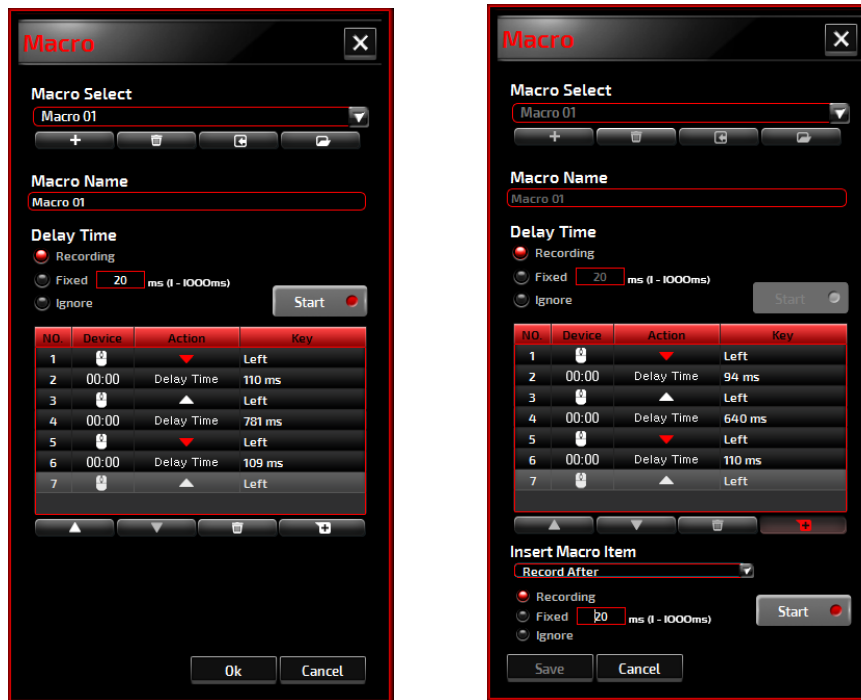 Macro
Macro Select
Macro 01
Macro Name
Macro 01
Delay Time
Recording
Fixed 20 ms (1 - 1000ms)
Ignore
Start
NO. Device Action Key
1 Left
2 00:00 Delay Time 110 ms
3 Left
4 00:00 Delay Time 781 ms
5 Left
6 00:00 Delay Time 109 ms
7 Left
Ok Cancel
Macro
Macro Select
Macro 01
Macro Name
Macro 01
Delay Time
Recording
Fixed 20 ms (1 - 1000ms)
Ignore
Start
NO. Device Action Key
1 Left
2 00:00 Delay Time 94 ms
3 Left
4 00:00 Delay Time 640 ms
5 Left
6 00:00 Delay Time 110 ms
7 Left
Insert Macro Item
Record After
Recording
Fixed 20 ms (1 - 1000ms)
Ignore
Start
Save Cancel